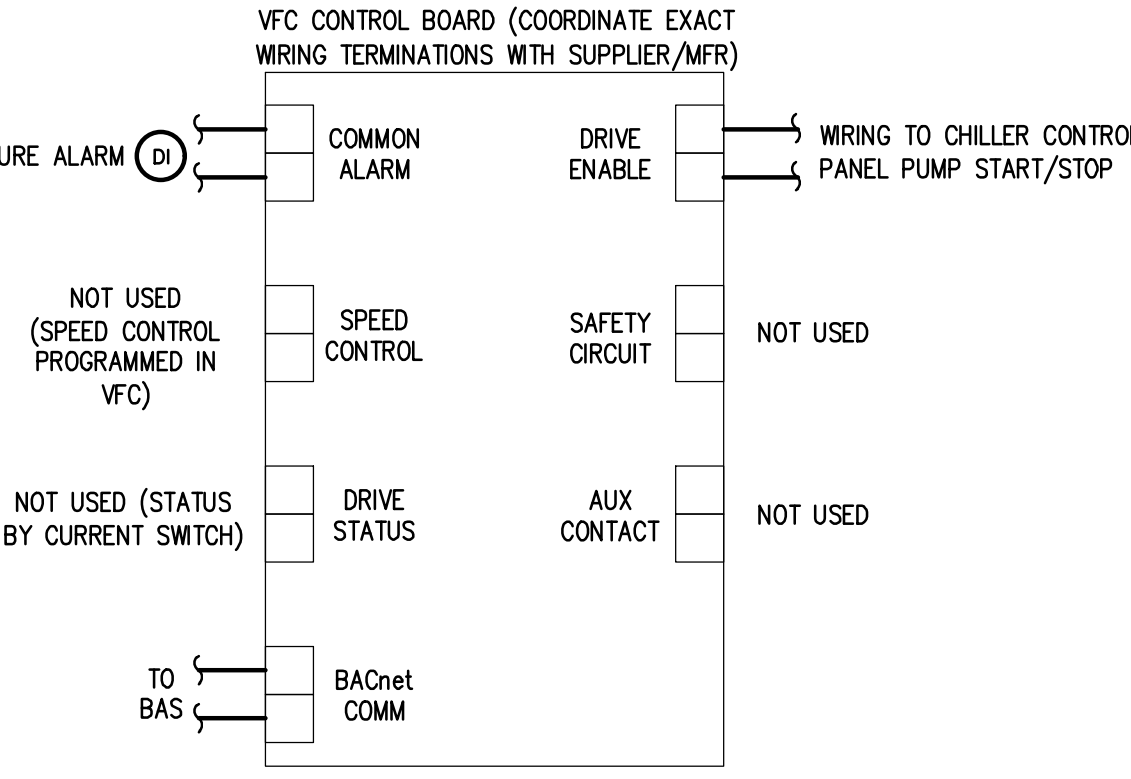 VFC CONTROL BOARD (COORDINATE EXACT
WIRING TERMINATIONS WITH SUPPLIER/MFR)
URE ALARM
DI
COMMON
ALARM
DRIVE
ENABLE
WIRING TO CHILLER CONTROL
PANEL PUMP START/STOP
NOT USED
(SPEED CONTROL
PROGRAMMED IN
VFC)
SPEED
CONTROL
SAFETY
CIRCUIT
NOT USED
NOT USED (STATUS
BY CURRENT SWITCH)
DRIVE
STATUS
AUX
CONTACT
NOT USED
TO
BAS
BACnet
COMM